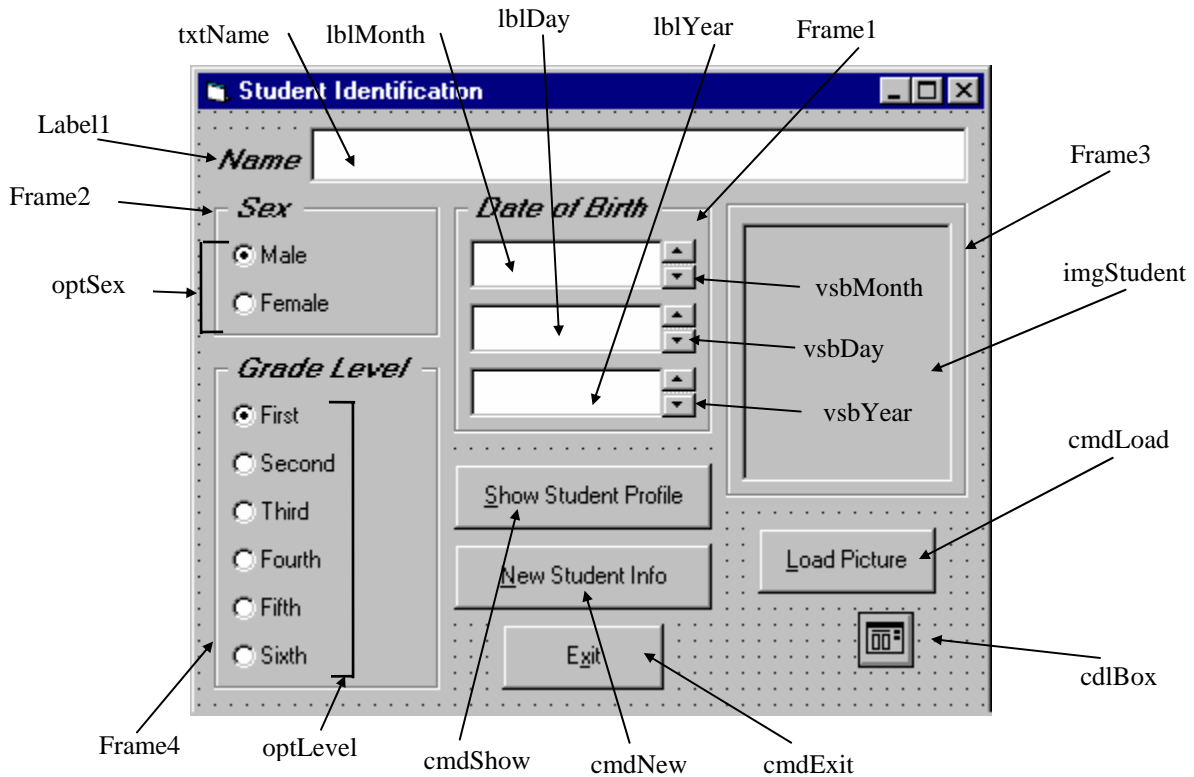 txtName
lblMonth
lblDay
lblYear
Frame1
Student Identification
Label1
Name
Frame3
Frame2
Sex
Date of Birth
Male
optSex
Female
vsbMonth
imgStudent
vsbDay
Grade Level
First
vsbYear
cmdLoad
Second
Show Student Profile
Third
Fourth
New Student Info
Load Picture
Fifth
Sixth
Exit
cdlBox
Frame4
optLevel
cmdShow
cmdNew
cmdExit